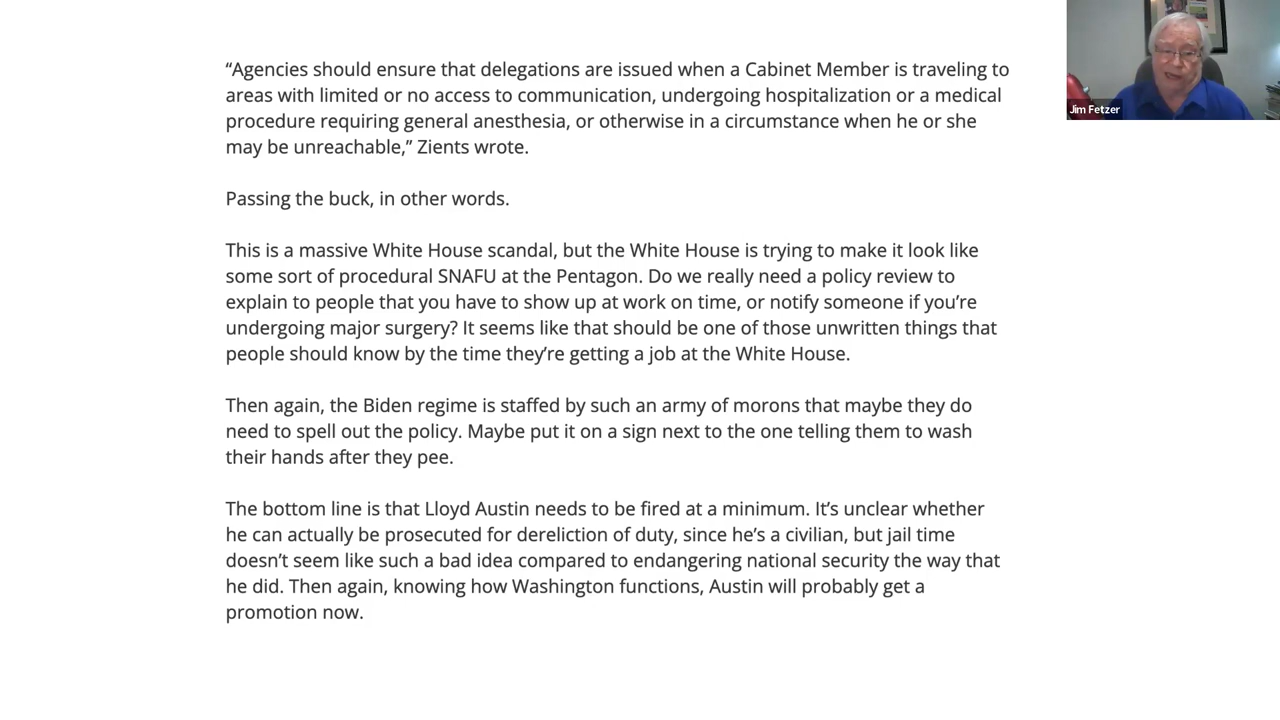 “Agencies should ensure that delegations are issued when a Cabinet Member is traveling to
areas with limited or no access to communication, undergoing hospitalization or a medical
procedure requiring general anesthesia, or otherwise in a circumstance when he or she
may be unreachable,” Zients wrote.
Passing the buck, in other words.
This is a massive White House scandal, but the White House is trying to make it look like
some sort of procedural SNAFU at the Pentagon. Do we really need a policy review to
explain to people that you have to show up at work on time, or notify someone if you’re
undergoing major surgery? It seems like that should be one of those unwritten things that
people should know by the time they’re getting a job at the White House.
Then again, the Biden regime is staffed by such an army of morons that maybe they do
need to spell out the policy. Maybe put it on a sign next to the one telling them to wash
their hands after they pee.
The bottom line is that Lloyd Austin needs to be fired at a minimum. It’s unclear whether
he can actually be prosecuted for dereliction of duty, since he’s a civilian, but jail time
doesn’t seem like such a bad idea compared to endangering national security the way that
he did. Then again, knowing how Washington functions, Austin will probably get a
promotion now.
Jim Fetzer